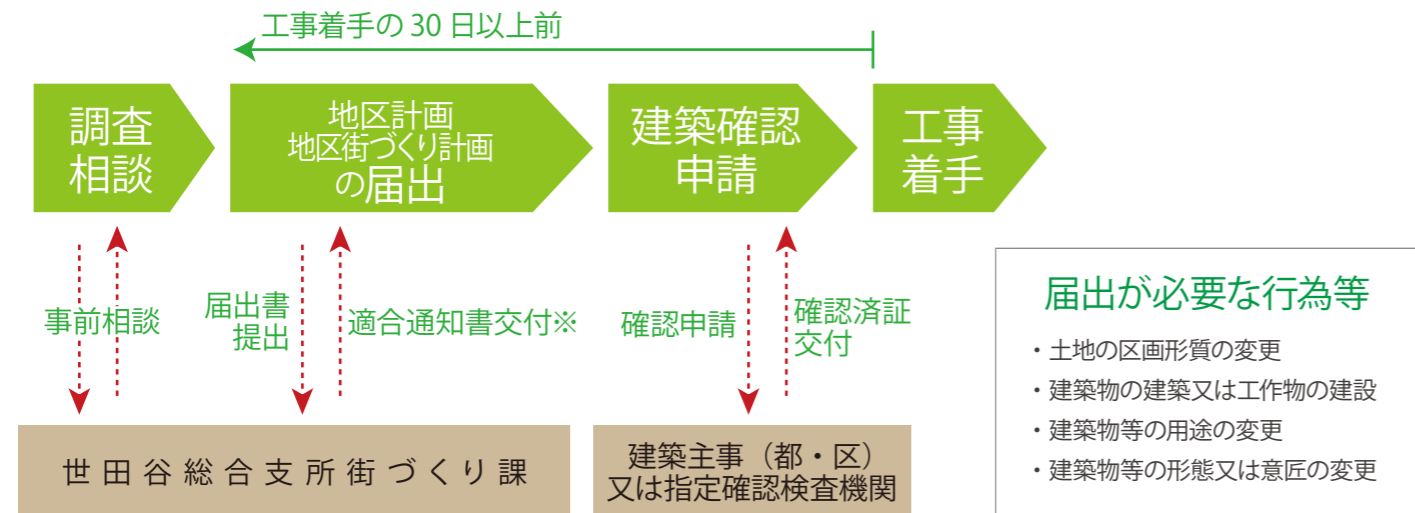 工事着手の30日以上前
調査
相談
地区計画
地区街づくり計画
の届出
建築確認
申請
工事
着手
事前相談
届出書
提出
適合通知書交付※
確認申請
確認済証
交付
世田谷総合支所街づくり課
建築主事（都・区）
又は指定確認検査機関
届出が必要な行為等
・土地の区画形質の変更
・建築物の建築又は工作物の建設
・建築物等の用途の変更
・建築物等の形態又は意匠の変更